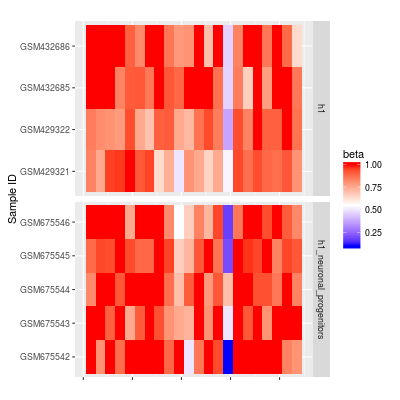 Sample ID
GSM432686
GSM432685
GSM429322
GSM429321
h1
GSM675546
GSM675545
GSM675544
GSM675543
GSM675542
h1_neuronal_progenitors
beta
1.00
0.75
0.50
0.25